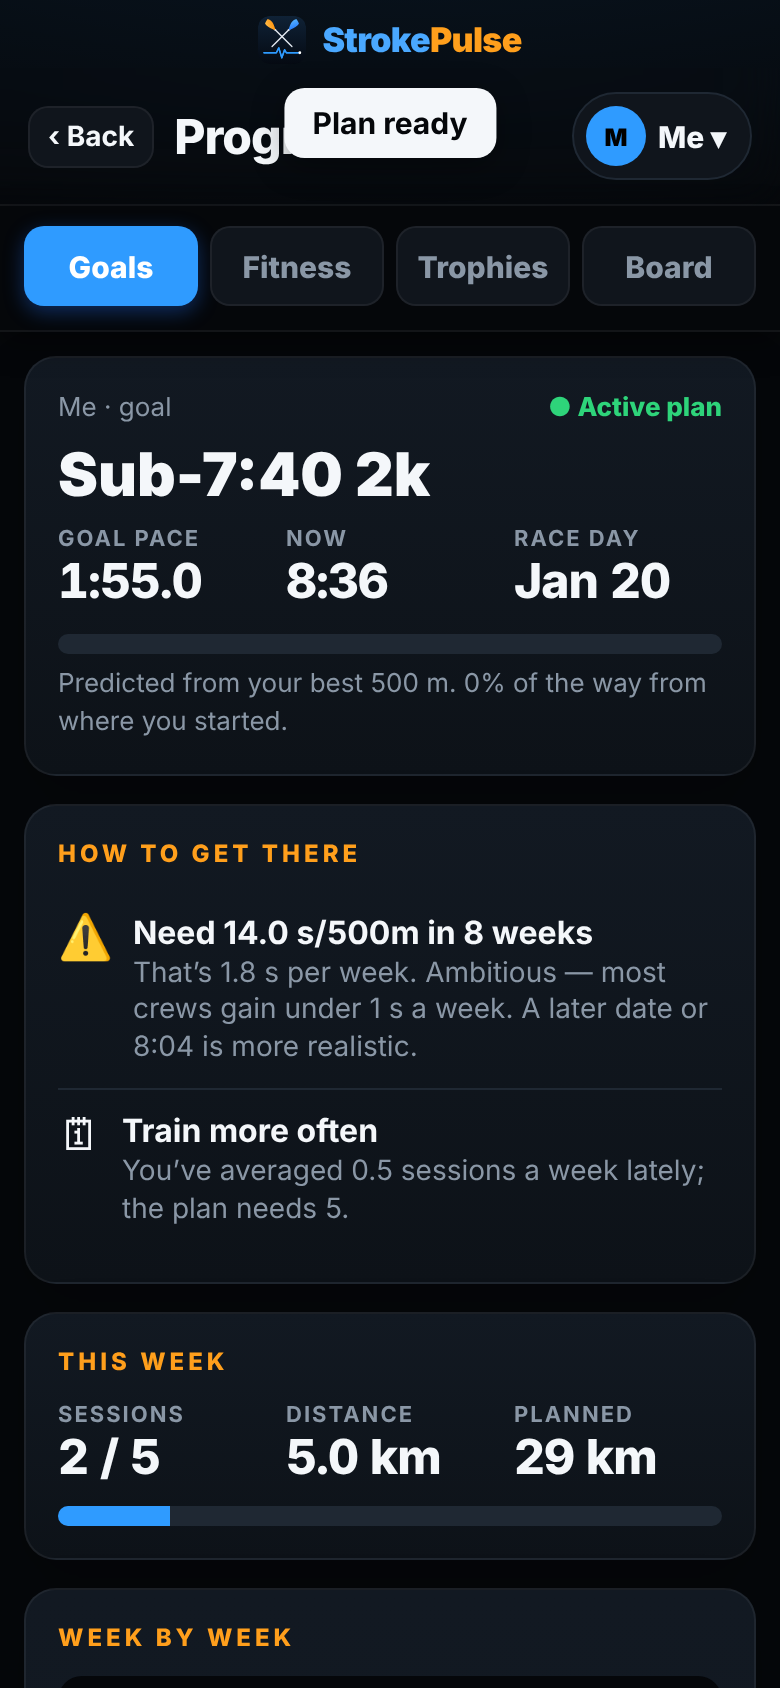 StrokePulse
‹ Back
Prog
Plan ready
M
Me ▾
Goals
Fitness
Trophies
Board
Me · goal
Active plan
Sub-7:40 2k
GOAL PACE
NOW
RACE DAY
1:55.0
8:36
Jan 20
Predicted from your best 500 m. 0% of the way from
where you started.
HOW TO GET THERE
Need 14.0 s/500m in 8 weeks
That’s 1.8 s per week. Ambitious — most
crews gain under 1 s a week. A later date or
8:04 is more realistic.
Train more often
You’ve averaged 0.5 sessions a week lately;
the plan needs 5.
THIS WEEK
SESSIONS
DISTANCE
PLANNED
2 / 5
5.0 km
29 km
WEEK BY WEEK